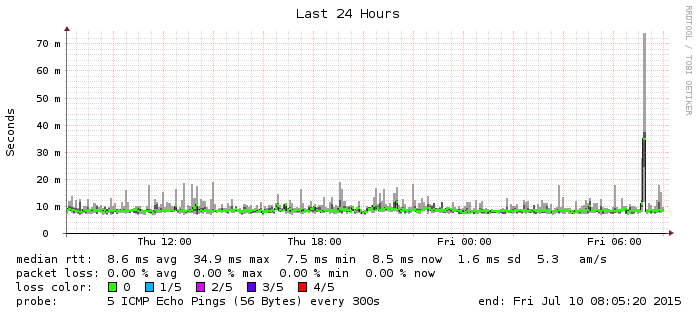 Last 24 Hours
RRDTOOL / TOBI OETIKER
Seconds
70 m
60 m
50 m
40 m
30 m
20 m
10 m
0
Thu 12:00 Thu 18:00 Fri 00:00 Fri 06:00
median rtt: 8.6 ms avg 34.9 ms max 7.5 ms min 8.5 ms now 1.6 ms sd 5.3 am/s
packet loss: 0.00 % avg 0.00 % max 0.00 % min 0.00 % now
loss color: 0 1/5 2/5 3/5 4/5
probe: 5 ICMP Echo Pings (56 Bytes) every 300s end: Fri Jul 10 08:05:20 2015